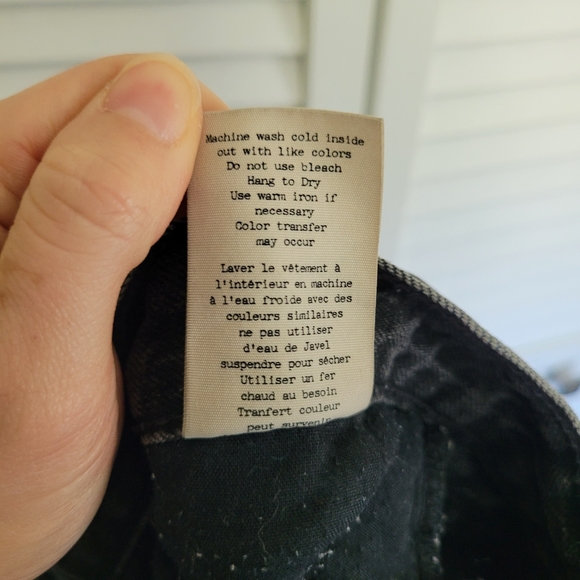 Machine wash cold inside
out with like colors
Do not use bleach
Hang to Dry
Use warm iron if
necessary
Color transfer
may occur
Laver le vêtement à
l'intérieur en machine
à l'eau froide avec des
couleurs similaires
ne pas utiliser
d'eau de Javel
suspendre pour sécher
Utiliser un fer
chaud au besoin
Tranfert couleur
peut survenir